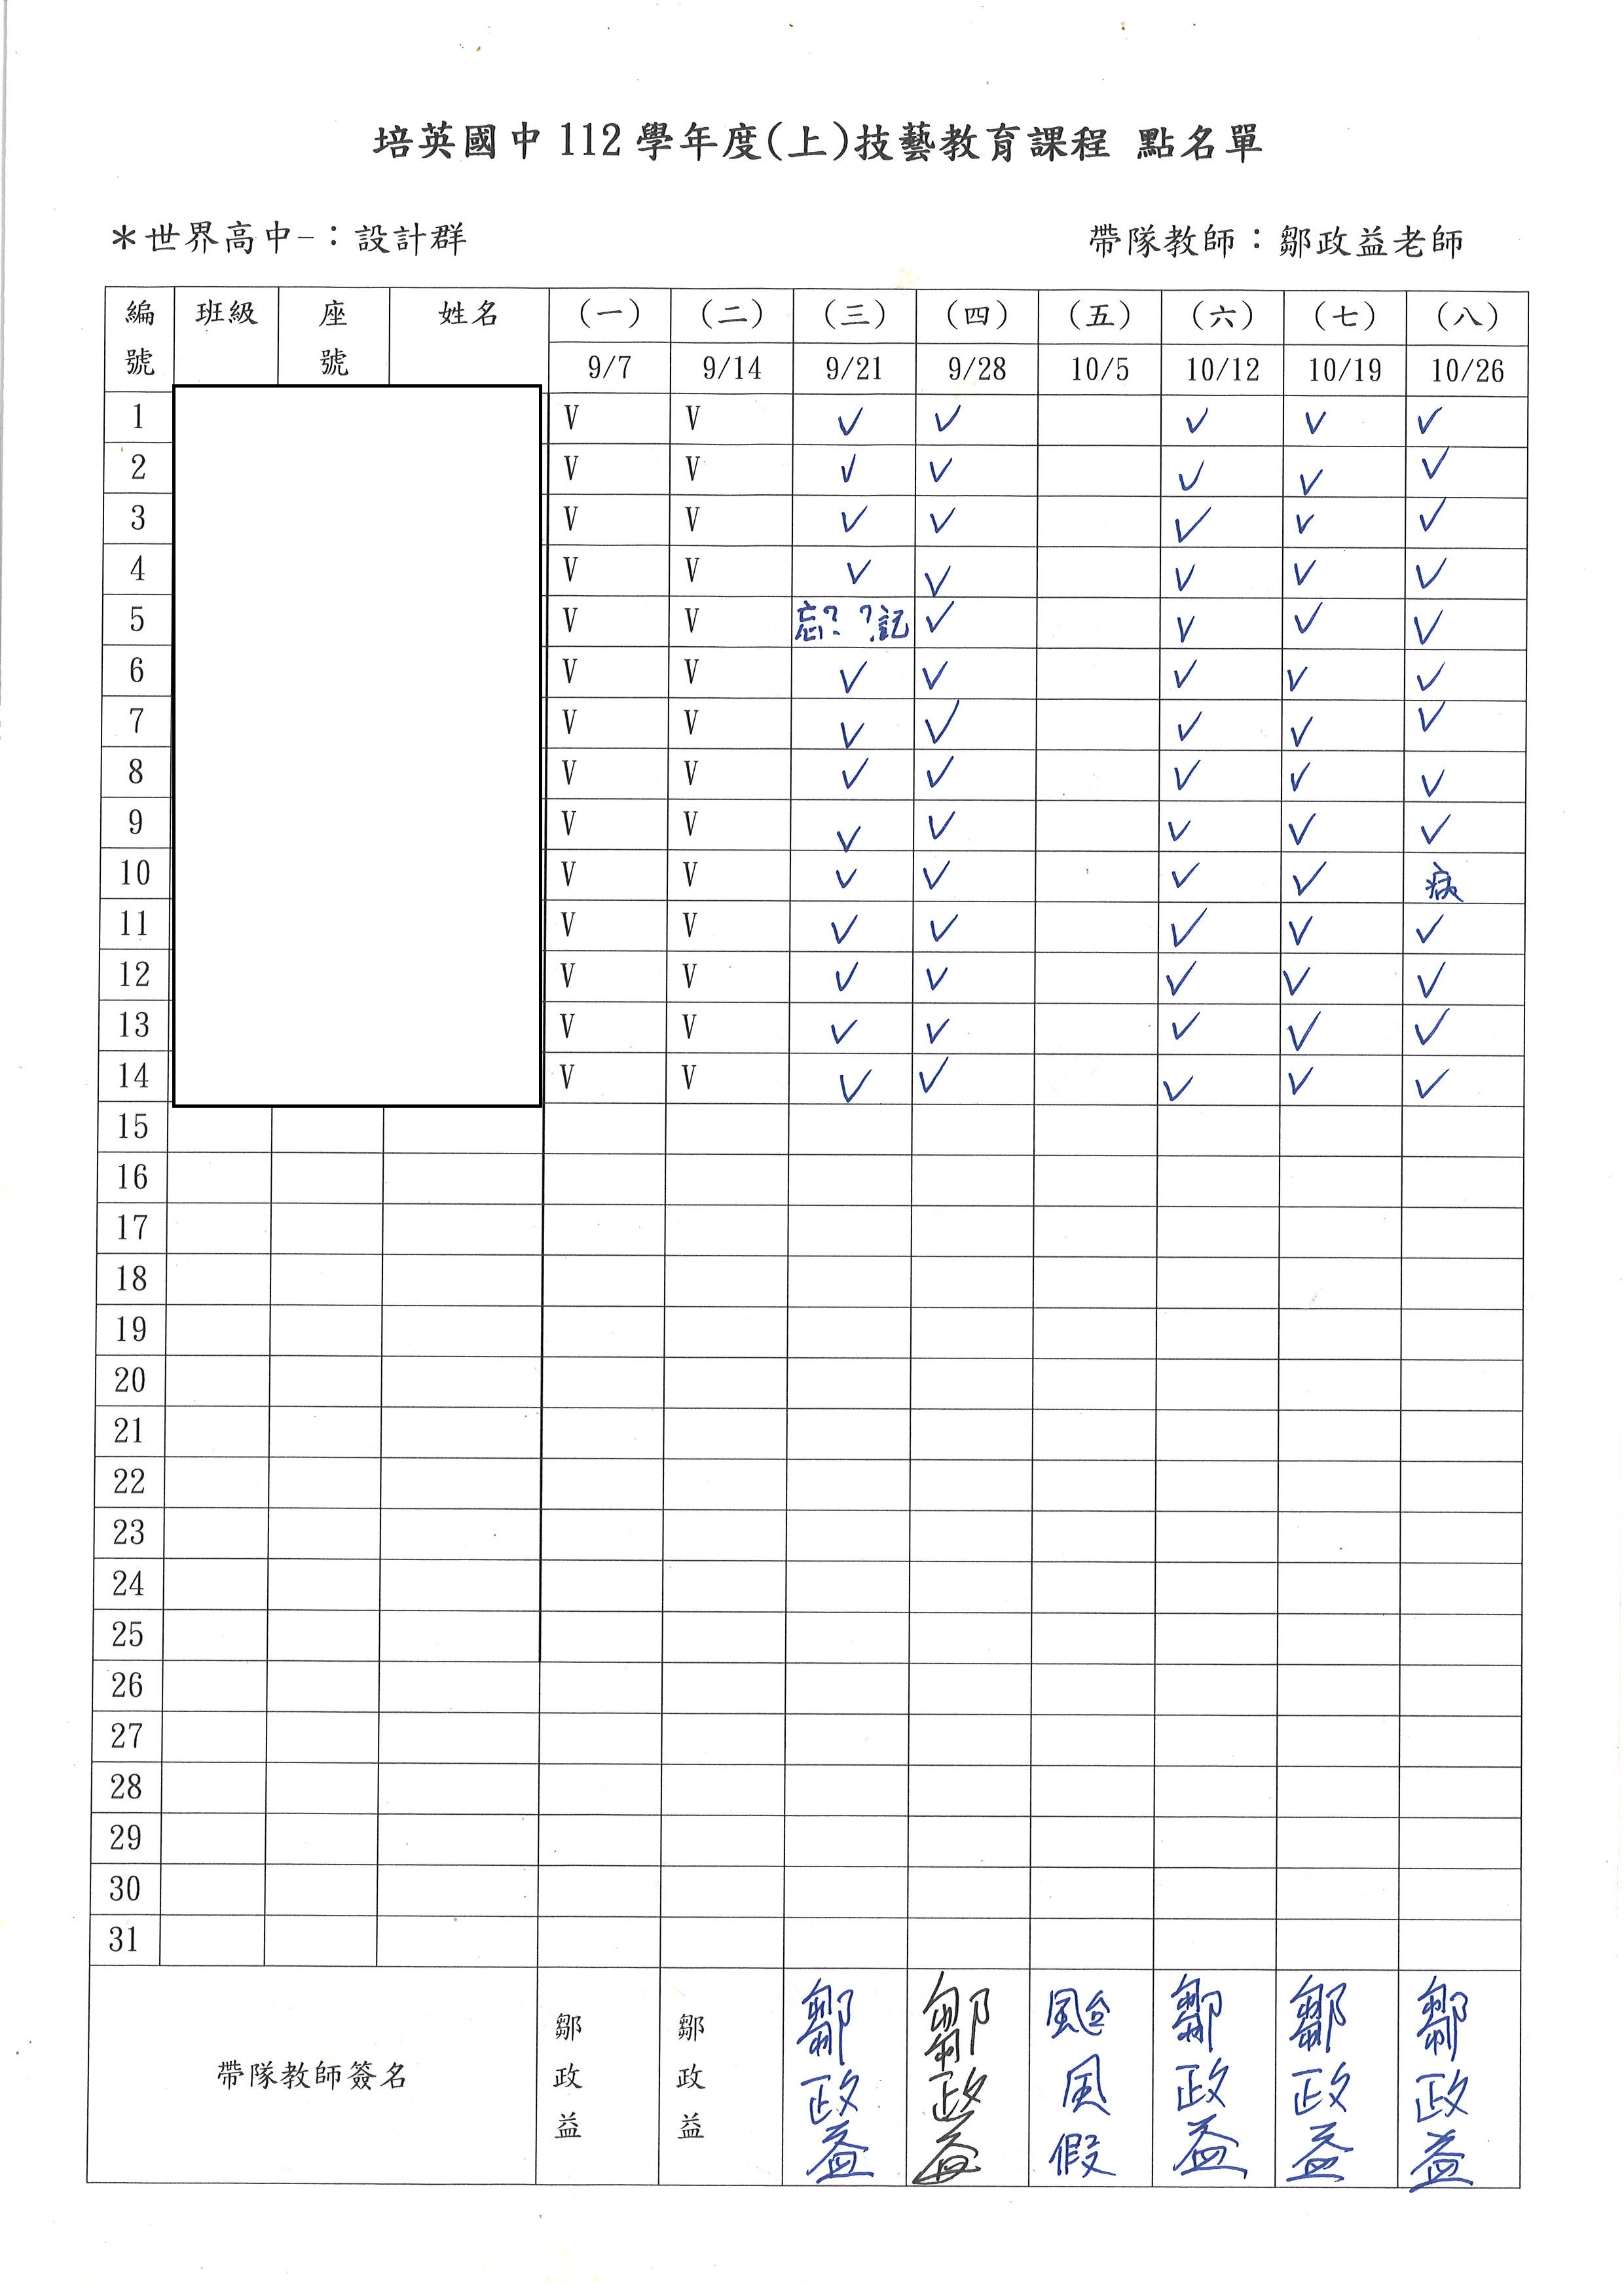 培英國中 112 學年度(上)技藝教育課程 點名單
＊世界高中-：設計群 帶隊教師：鄒政益老師
編號 班級 座號 姓名 (一) (二) (三) (四) (五) (六) (七) (八)
9/7 9/14 9/21 9/28 10/5 10/12 10/19 10/26
1 V V ✓ ✓ ✓ ✓ ✓
2 V V ✓ ✓ ✓ ✓ ✓
3 V V ✓ ✓ ✓ ✓ ✓
4 V V ✓ ✓ ✓ ✓ ✓
5 V V 忘?? ?記 ✓ ✓ ✓ ✓
6 V V ✓ ✓ ✓ ✓ ✓
7 V V ✓ ✓ ✓ ✓ ✓
8 V V ✓ ✓ ✓ ✓ ✓
9 V V ✓ ✓ ✓ ✓ ✓
10 V V ✓ ✓ ✓ ✓ 病
11 V V ✓ ✓ ✓ ✓ ✓
12 V V ✓ ✓ ✓ ✓ ✓
13 V V ✓ ✓ ✓ ✓ ✓
14 V V ✓ ✓ ✓ ✓ ✓
15
16
17
18
19
20
21
22
23
24
25
26
27
28
29
30
31
帶隊教師簽名 鄒政益 鄒政益 鄒政益 鄒政益 颱風假 鄒政益 鄒政益 鄒政益